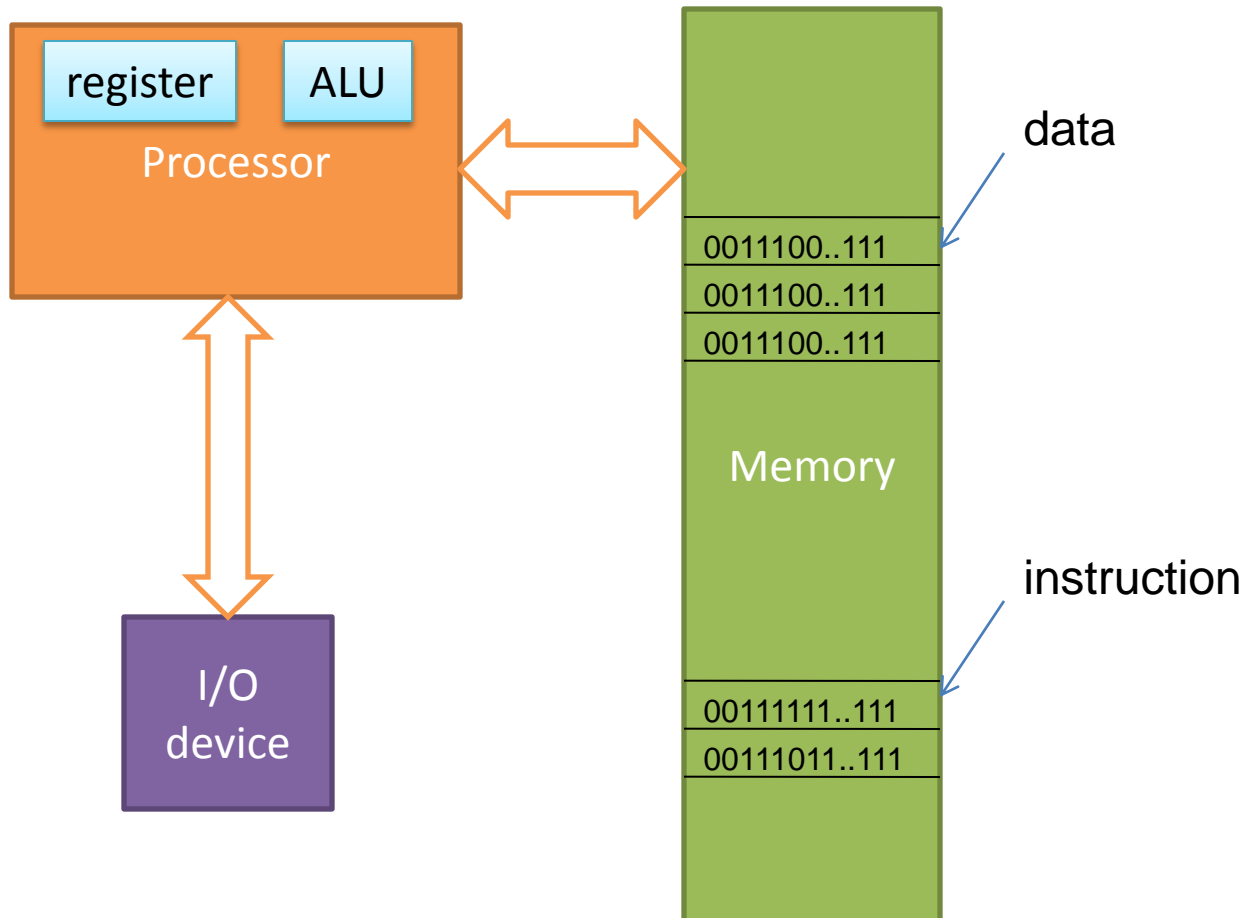 register
ALU
Processor
data
0011100..111
0011100..111
0011100..111
Memory
instruction
I/O
device
00111111..111
00111011..111